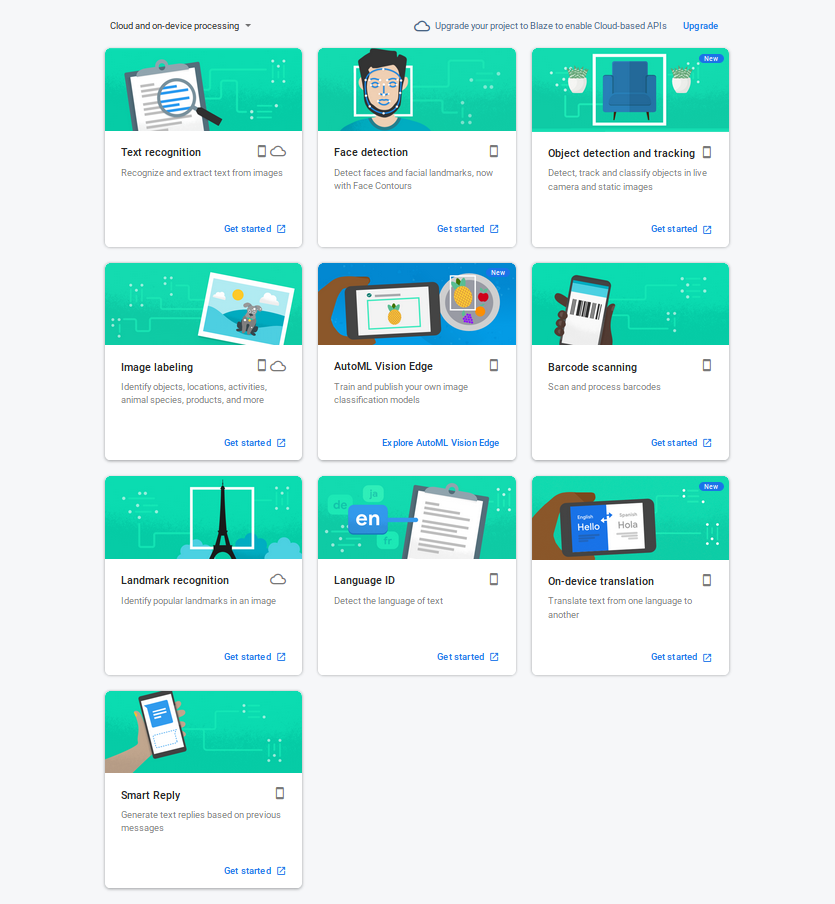 Cloud and on-device processing
Upgrade your project to Blaze to enable Cloud-based APIs Upgrade
Text recognition
Recognize and extract text from images
Get started
Face detection
Detect faces and facial landmarks, now
with Face Contours
Get started
New
Object detection and tracking
Detect, track and classify objects in live
camera and static images
Get started
Image labeling
Identify objects, locations, activities,
animal species, products, and more
Get started
New
AutoML Vision Edge
Train and publish your own image
classification models
Explore AutoML Vision Edge
Barcode scanning
Scan and process barcodes
Get started
Landmark recognition
Identify popular landmarks in an image
Get started
de
ja
en
fr
Language ID
Detect the language of text
Get started
New
English
Hello
Spanish
Hola
On-device translation
Translate text from one language to
another
Get started
Smart Reply
Generate text replies based on previous
messages
Get started